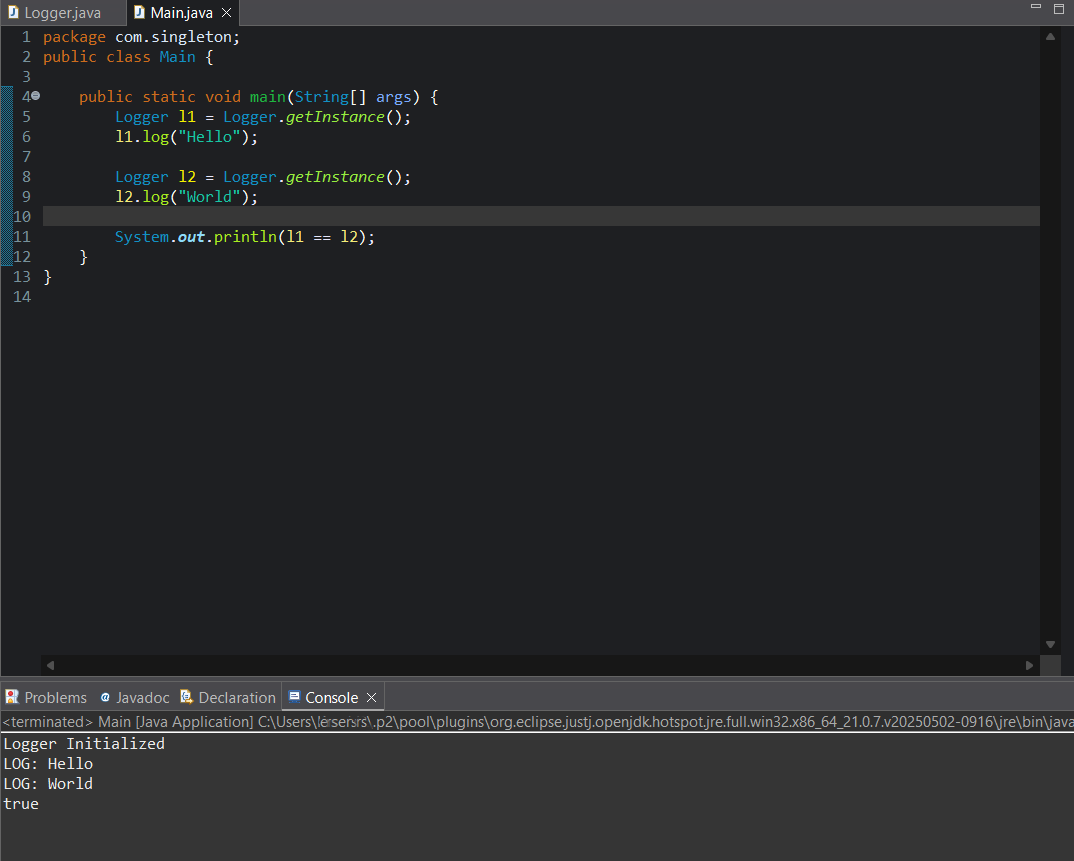 Logger.java Main.java
1 package com.singleton;
2 public class Main {
3
4 public static void main(String[] args) {
5 Logger l1 = Logger.getInstance();
6 l1.log("Hello");
7
8 Logger l2 = Logger.getInstance();
9 l2.log("World");
10
11 System.out.println(l1 == l2);
12 }
13 }
14
Problems Javadoc Declaration Console
<terminated> Main [Java Application] C:\Users\ \.p2\pool\plugins\org.eclipse.justj.openjdk.hotspot.jre.full.win32.x86_64_21.0.7.v20250502-0916\jre\bin\java
Logger Initialized
LOG: Hello
LOG: World
true